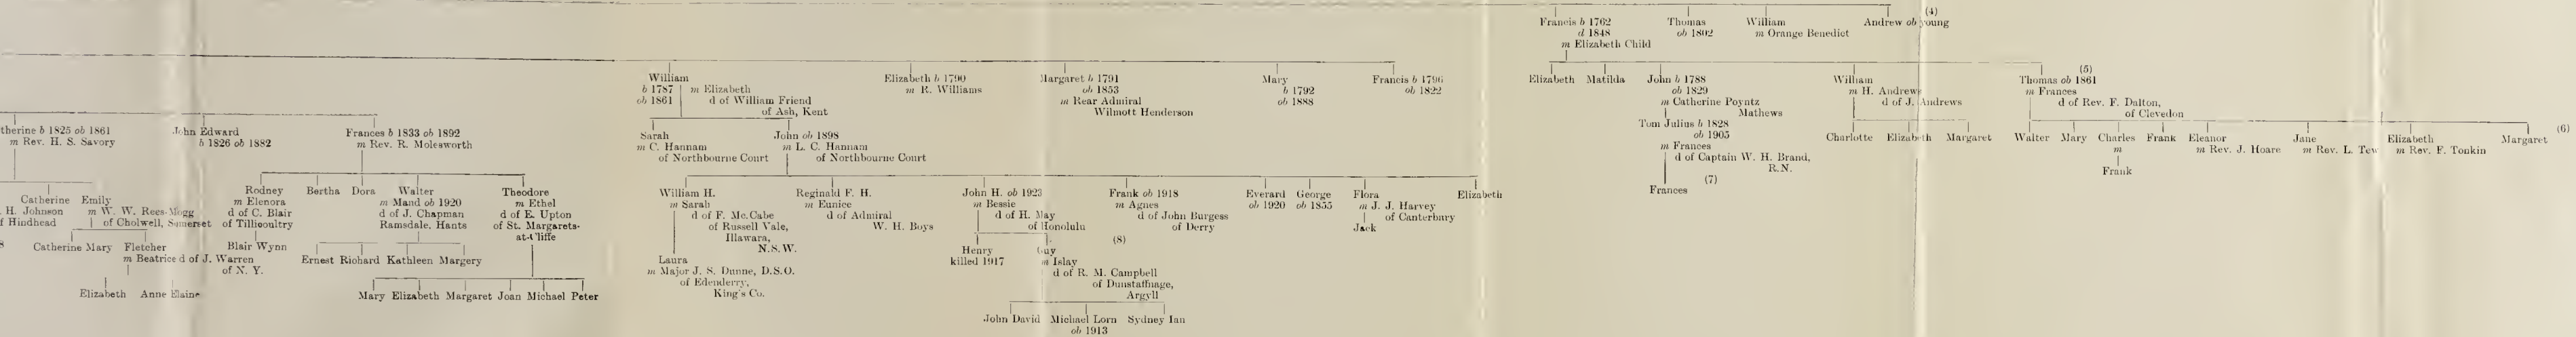 (4)
Francis b 1762
d 1848
m Elizabeth Child
Thomas
ob 1802
William
m Orange Benedict
Andrew ob young
William
b 1787
ob 1861
m Elizabeth
d of William Friend
of Ash, Kent
Elizabeth b 1790
m R. Williams
Margaret b 1791
ob 1853
m Rear Admiral
Wilmott Henderson
Mary
b 1792
ob 1888
Francis b 1796
ob 1822
Elizabeth
Matilda
John b 1788
ob 1829
m Catherine Poyntz
Mathews
William
m H. Andrews
d of J. Andrews
(5)
Thomas ob 1861
m Frances
d of Rev. F. Dalton,
of Clevedon
therine b 1825 ob 1861
m Rev. H. S. Savory
John Edward
b 1826 ob 1882
Frances b 1833 ob 1892
m Rev. R. Molesworth
Sarah
m C. Hannam
of Northbourne Court
John ob 1898
m L. C. Hannam
of Northbourne Court
Tom Julius b 1828
ob 1905
m Frances
d of Captain W. H. Brand,
R.N.
Charlotte
Elizabeth
Margaret
Walter
Mary
Charles
m
Frank
Frank
Eleanor
m Rev. J. Hoare
Jane
m Rev. L. Tew
Elizabeth
m Rev. F. Tonkin
Margaret
(6)
Catherine
H. Johnson
f Hindhead
Emily
m W. W. Rees-Mogg
of Cholwell, Somerset
Rodney
m Elenora
d of C. Blair
of Tillicoultry
Bertha
Dora
Walter
m Maud ob 1920
d of J. Chapman
Ramsdale, Hants
Theodore
m Ethel
d of E. Upton
of St. Margarets-
at-Cliffe
William H.
m Sarah
d of F. Mc.Cabe
of Russell Vale,
Illawara,
N.S.W.
Reginald F. H.
m Eunice
d of Admiral
W. H. Boys
John H. ob 1923
m Bessie
d of H. May
of Honolulu
Frank ob 1918
m Agnes
d of John Burgess
of Derry
Everard
ob 1920
George
ob 1855
Flora
m J. J. Harvey
of Canterbury
Jack
Elizabeth
Frances
(7)
Catherine Mary
Fletcher
m Beatrice d of J. Warren
of N. Y.
Blair Wynn
Ernest
Richard
Kathleen
Margery
Laura
m Major J. S. Dunne, D.S.O.
of Edenderry,
King's Co.
Henry
killed 1917
Guy
m Islay
d of R. M. Campbell
of Dunstaffnage,
Argyll
(8)
Elizabeth
Anne Elaine
Mary
Elizabeth
Margaret
Joan
Michael
Peter
John David
Michael Lorn
ob 1913
Sydney Ian